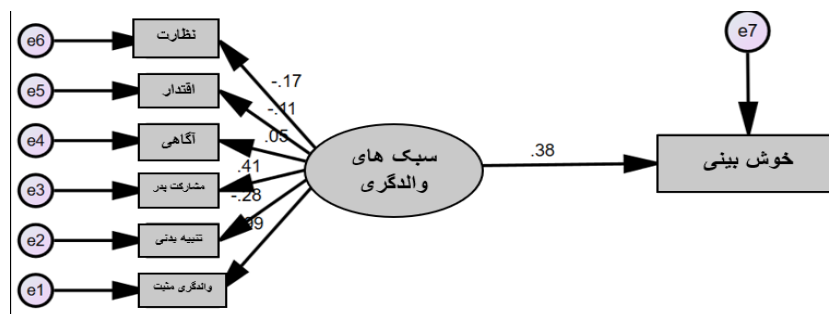 e6
نظارت
e7
-.17
e5
اقتدار
-.11
e4
آگاهی
.05
سبک های
والدگری
.38
خوش بینی
e3
مشارکت پدر
.41
-.28
e2
تنبیه بدنی
e1
والدگری مثبت